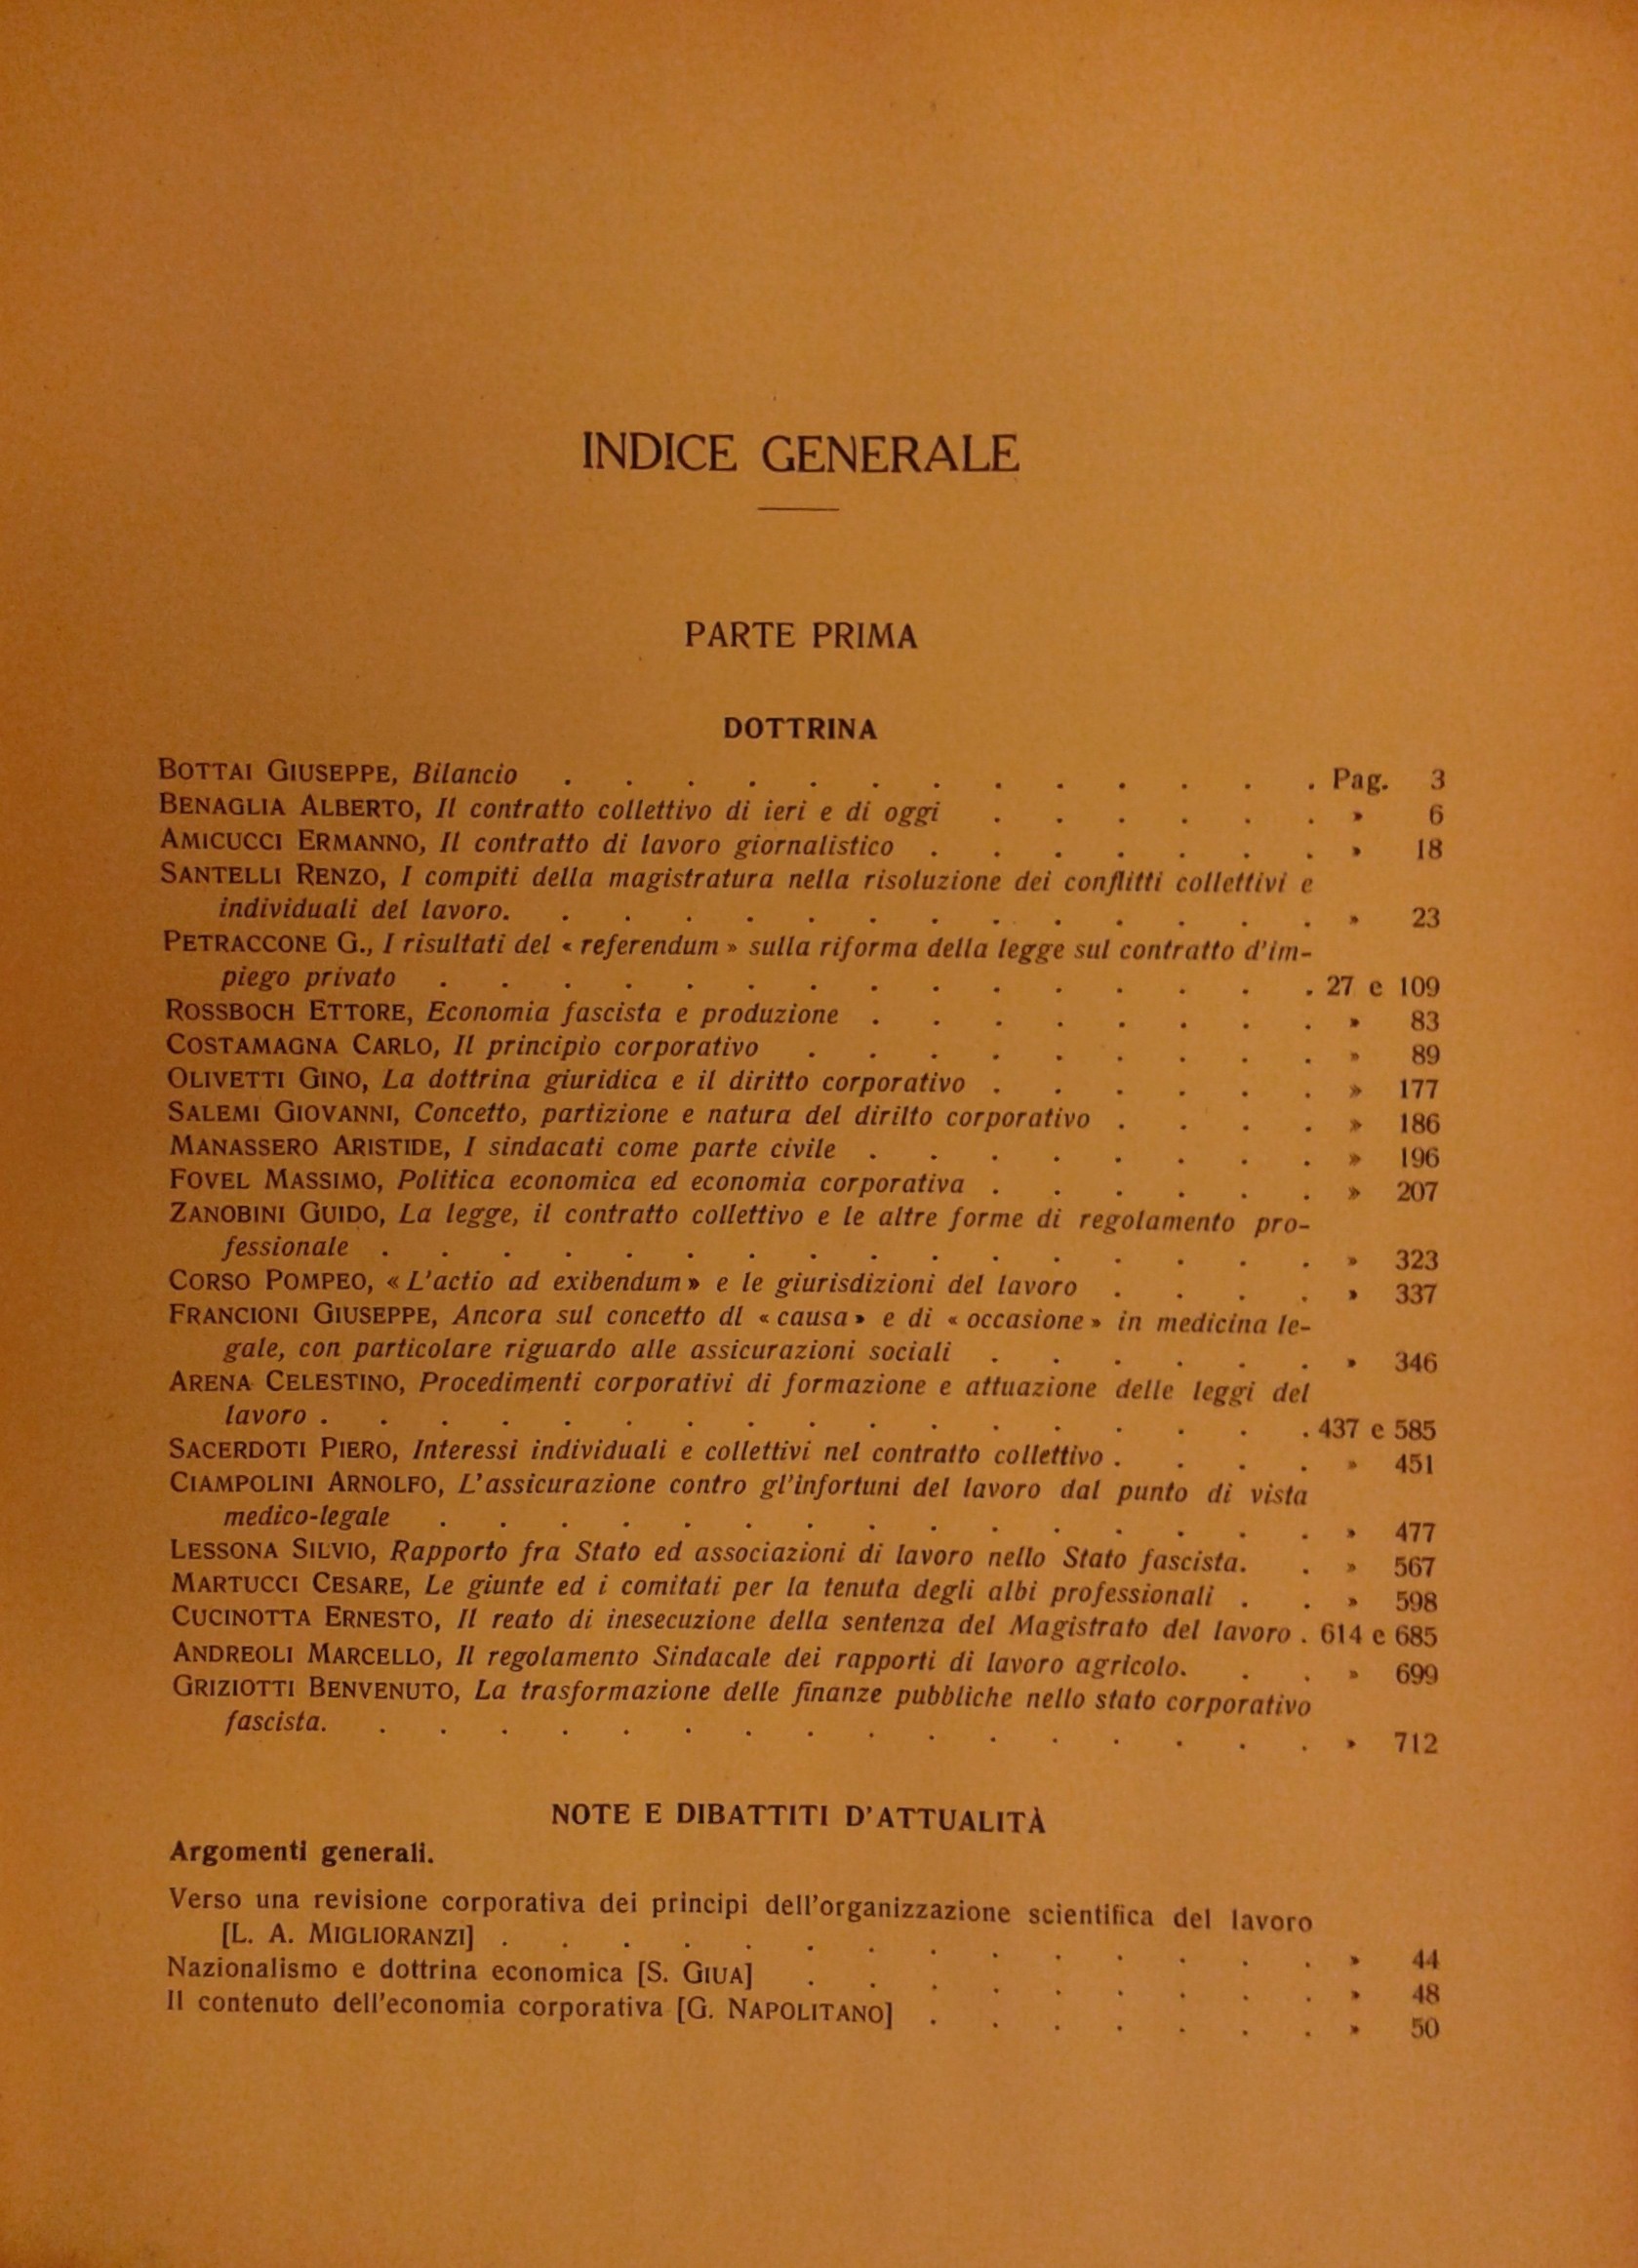 INDICE GENERALE
PARTE PRIMA
DOTTRINA
BOTTAI GIUSEPPE, Bilancio . . . . . . . . . . . . . Pag. 3
BENAGLIA ALBERTO, Il contratto collettivo di ieri e di oggi . . . . . . » 6
AMICUCCI ERMANNO, Il contratto di lavoro giornalistico . . . . . . . » 18
SANTELLI RENZO, I compiti della magistratura nella risoluzione dei conflitti collettivi e
individuali del lavoro. . . . . . . . . . . . . . » 23
PETRACCONE G., I risultati del « referendum » sulla riforma della legge sul contratto d'im-
piego privato . . . . . . . . . . . . . . . 27 e 109
ROSSBOCH ETTORE, Economia fascista e produzione . . . . . . . . » 83
COSTAMAGNA CARLO, Il principio corporativo . . . . . . . . . » 89
OLIVETTI GINO, La dottrina giuridica e il diritto corporativo . . . . . . » 177
SALEMI GIOVANNI, Concetto, partizione e natura del dirilto corporativo . . . . » 186
MANASSERO ARISTIDE, I sindacati come parte civile . . . . . . . . » 196
FOVEL MASSIMO, Politica economica ed economia corporativa . . . . . . » 207
ZANOBINI GUIDO, La legge, il contratto collettivo e le altre forme di regolamento pro-
fessionale . . . . . . . . . . . . . . . . » 323
CORSO POMPEO, « L'actio ad exibendum » e le giurisdizioni del lavoro . . . . » 337
FRANCIONI GIUSEPPE, Ancora sul concetto dl « causa » e di « occasione » in medicina le-
gale, con particolare riguardo alle assicurazioni sociali . . . . . . » 346
ARENA CELESTINO, Procedimenti corporativi di formazione e attuazione delle leggi del
lavoro . . . . . . . . . . . . . . . . . 437 e 585
SACERDOTI PIERO, Interessi individuali e collettivi nel contratto collettivo . . . . » 451
CIAMPOLINI ARNOLFO, L'assicurazione contro gl'infortuni del lavoro dal punto di vista
medico-legale . . . . . . . . . . . . . . . » 477
LESSONA SILVIO, Rapporto fra Stato ed associazioni di lavoro nello Stato fascista. . » 567
MARTUCCI CESARE, Le giunte ed i comitati per la tenuta degli albi professionali . . » 598
CUCINOTTA ERNESTO, Il reato di inesecuzione della sentenza del Magistrato del lavoro . 614 e 685
ANDREOLI MARCELLO, Il regolamento Sindacale dei rapporti di lavoro agricolo. . . » 699
GRIZIOTTI BENVENUTO, La trasformazione delle finanze pubbliche nello stato corporativo
fascista. . . . . . . . . . . . . . . . . » 712
NOTE E DIBATTITI D'ATTUALITÀ
Argomenti generali.
Verso una revisione corporativa dei principi dell'organizzazione scientifica del lavoro
[L. A. MIGLIORANZI] . . . . . . . . . . . . . . » 44
Nazionalismo e dottrina economica [S. GIUA] . . . . . . . . . » 48
Il contenuto dell'economia corporativa [G. NAPOLITANO] . . . . . . . » 50